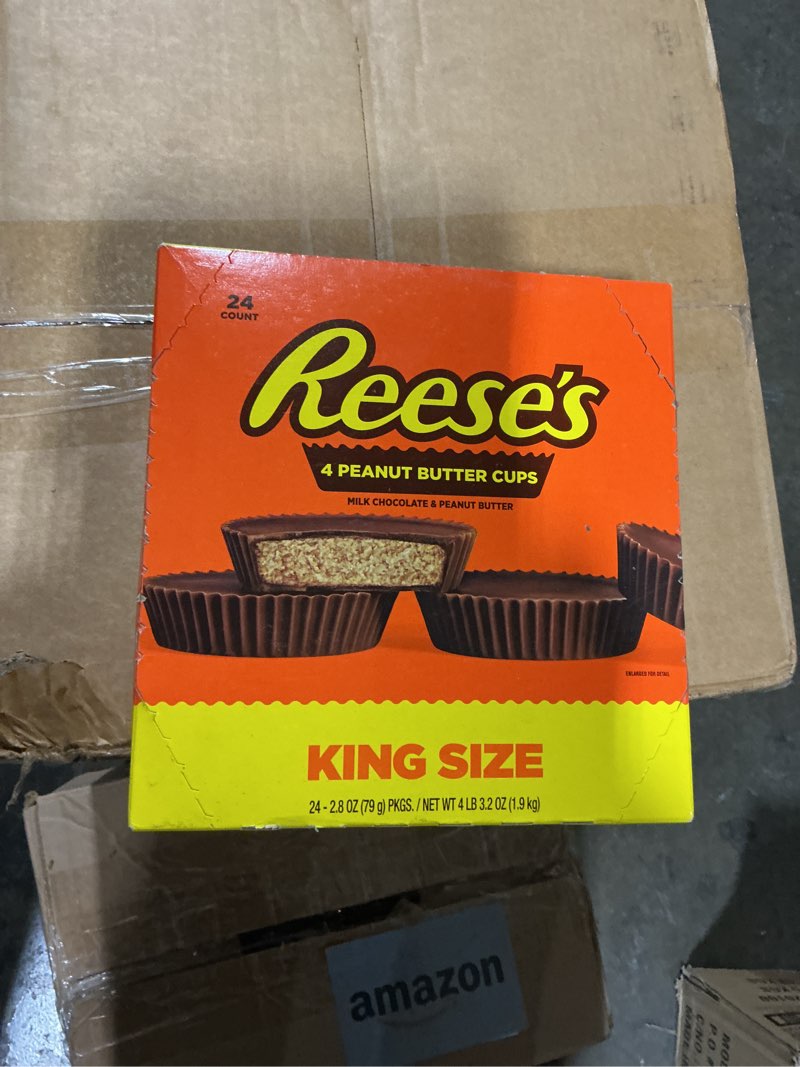 24
COUNT
Reese's
4 PEANUT BUTTER CUPS
MILK CHOCOLATE & PEANUT BUTTER
ENLARGED FOR DETAIL
KING SIZE
24 - 2.8 OZ (79 g) PKGS. / NET WT 4 LB 3.2 OZ (1.9 kg)
amazon